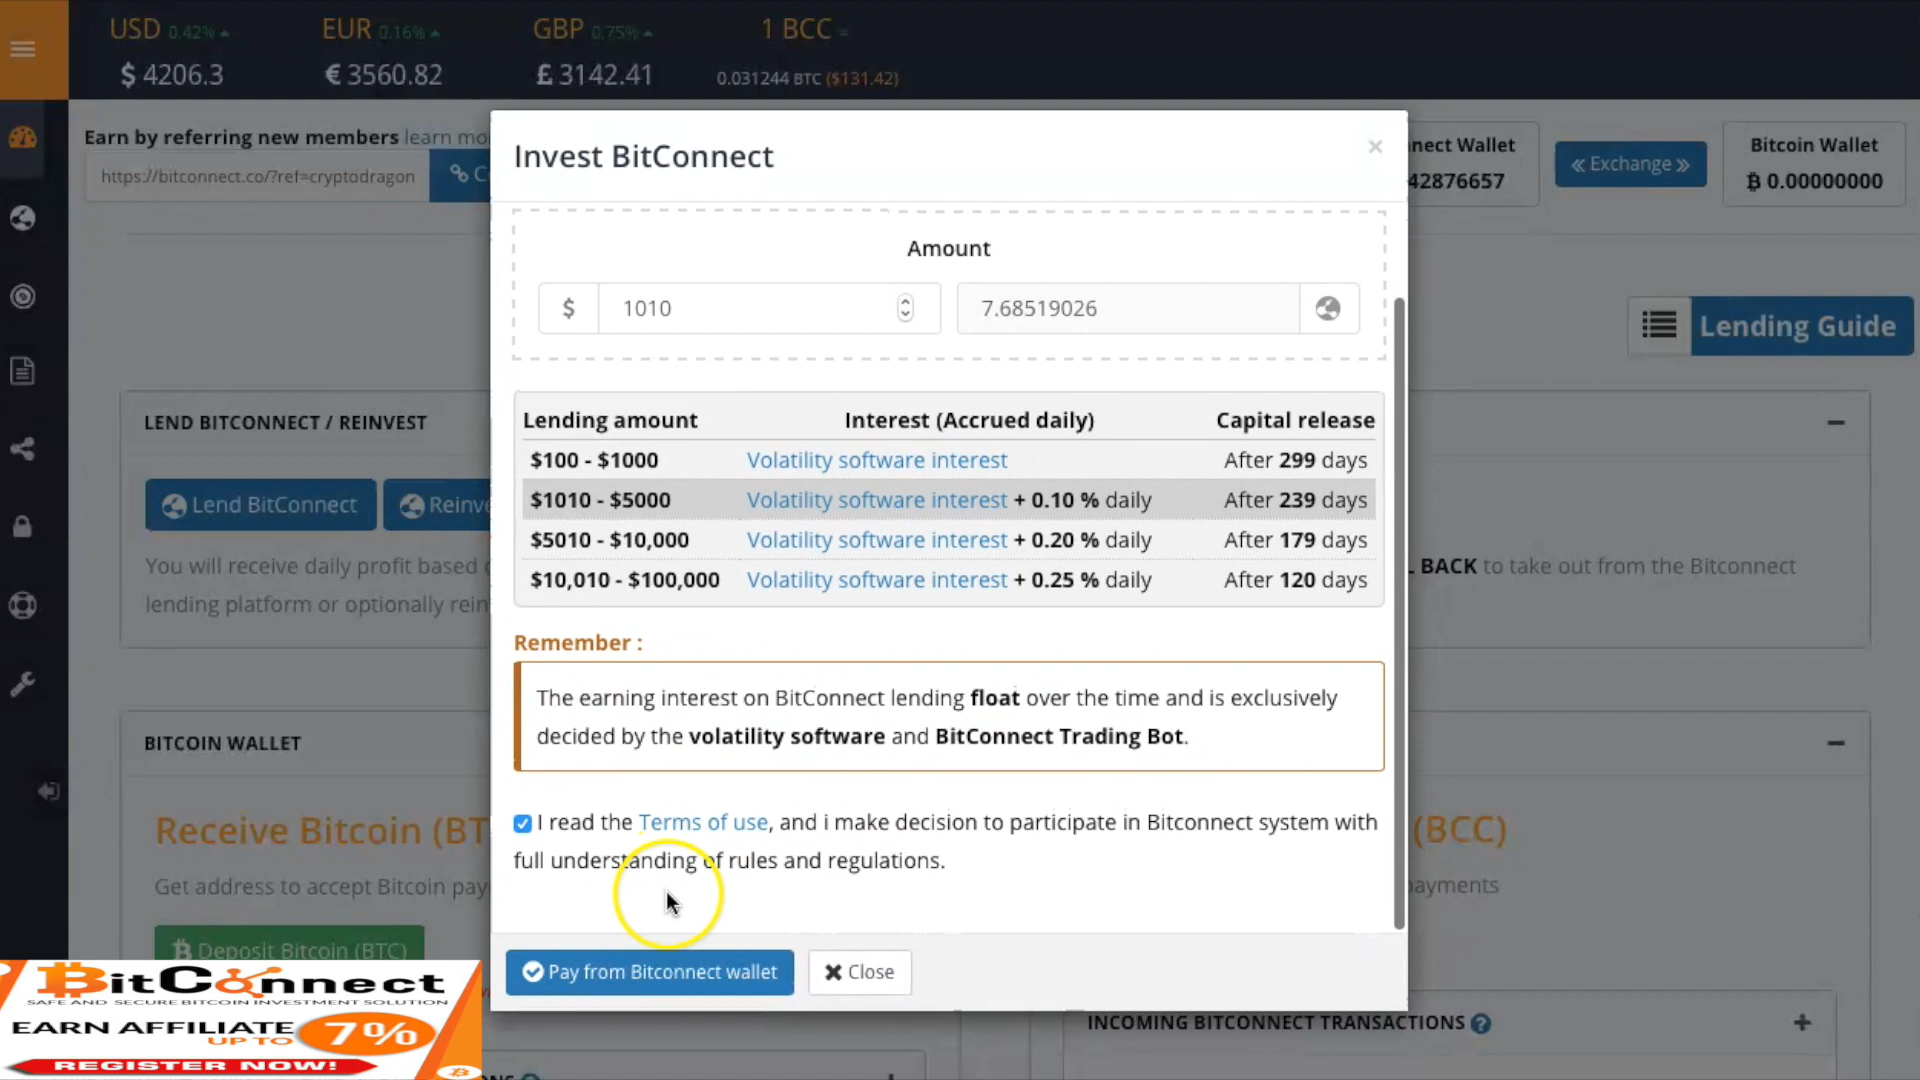 USD 0.42%
EUR 0.16%
GBP 0.75%
1 BCC =
$ 4206.3
€ 3560.82
£ 3142.41
0.031244 BTC ($131.42)
Earn by referring new members learn mo
https://bitconnect.co/?ref=cryptodragon
C
Invest BitConnect
×
nect Wallet
42876657
« Exchange »
Bitcoin Wallet
0.00000000
Amount
$ 1010
7.68519026
Lending Guide
LEND BITCONNECT / REINVEST
Lend BitConnect
Reinve
You will receive daily profit based
lending platform or optionally rein
Lending amount Interest (Accrued daily) Capital release
$100 - $1000 Volatility software interest After 299 days
$1010 - $5000 Volatility software interest + 0.10 % daily After 239 days
$5010 - $10,000 Volatility software interest + 0.20 % daily After 179 days
$10,010 - $100,000 Volatility software interest + 0.25 % daily After 120 days
BACK to take out from the Bitconnect
Remember :
The earning interest on BitConnect lending float over the time and is exclusively
decided by the volatility software and BitConnect Trading Bot.
I read the Terms of use, and i make decision to participate in Bitconnect system with
full understanding of rules and regulations.
Pay from Bitconnect wallet
Close
BITCOIN WALLET
Receive Bitcoin (BT
Get address to accept Bitcoin pay
Deposit Bitcoin (BTC)
(BCC)
payments
INCOMING BITCONNECT TRANSACTIONS ?
BitConnect
SAFE AND SECURE BITCOIN INVESTMENT SOLUTION
EARN AFFILIATE
UP TO
7%
REGISTER NOW!